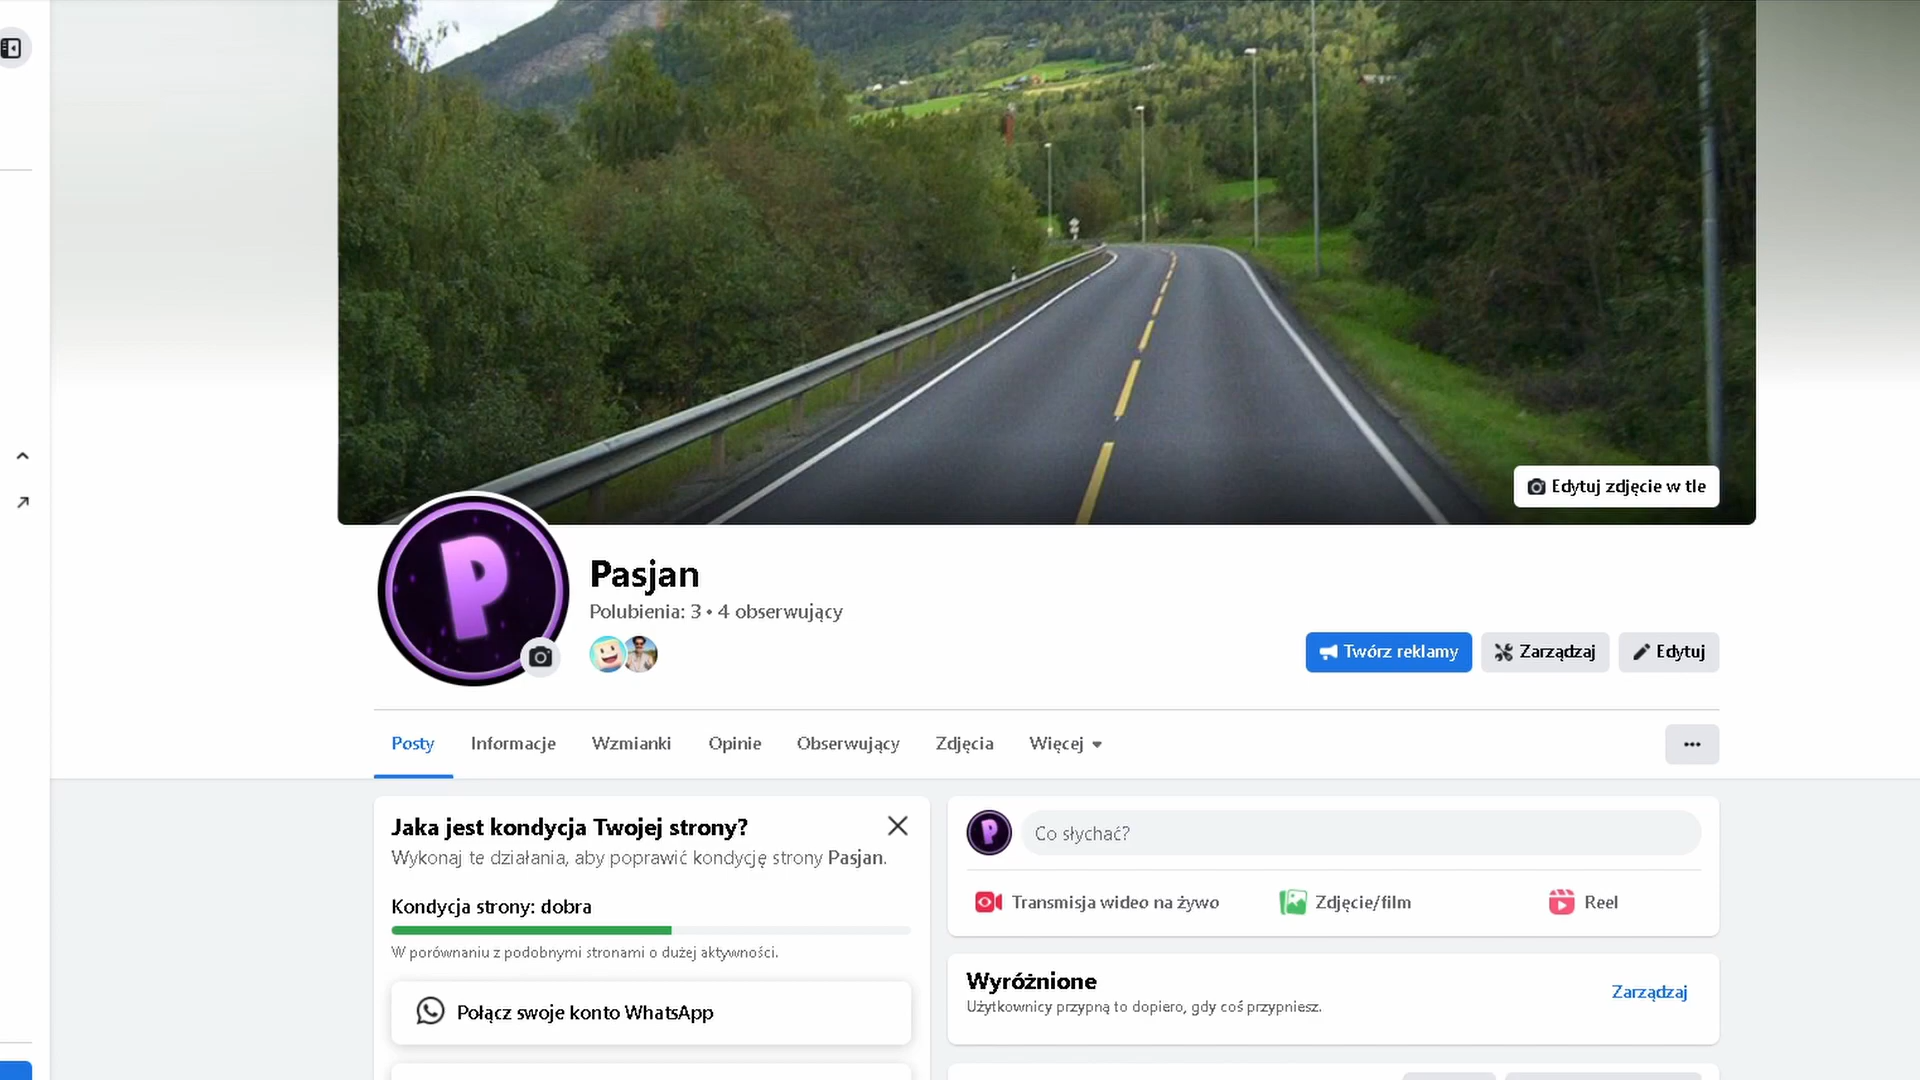 Edytuj zdjęcie w tle
P
Pasjan
Polubienia: 3 • 4 obserwujący
Twórz reklamy
Zarządzaj
Edytuj
Posty
Informacje
Wzmianki
Opinie
Obserwujący
Zdjęcia
Więcej
Jaka jest kondycja Twojej strony?
Wykonaj te działania, aby poprawić kondycję strony Pasjan.
Kondycja strony: dobra
W porównaniu z podobnymi stronami o dużej aktywności.
Połącz swoje konto WhatsApp
P
Co słychać?
Transmisja wideo na żywo
Zdjęcie/film
Reel
Wyróżnione
Użytkownicy przypną to dopiero, gdy coś przypniesz.
Zarządzaj